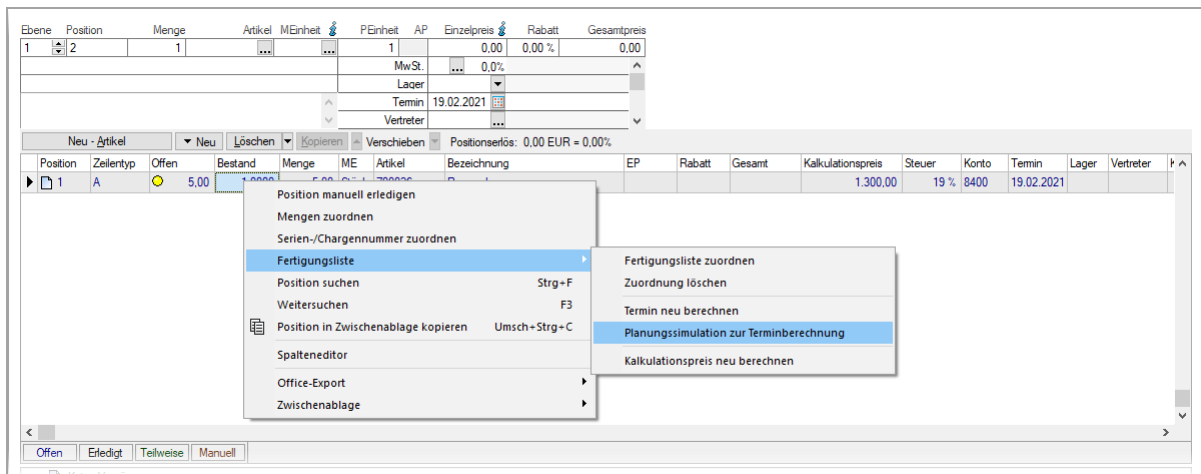 Ebene Position Menge Artikel MEinheit PEinheit AP Einzelpreis Rabatt Gesamtpreis
1 2 1 ... ... 1 0,00 0,00 % 0,00
MwSt. ... 0,0%
Lager
Termin 19.02.2021
Vertreter ...
Neu - Artikel Neu Löschen Kopieren Verschieben Positionserlös: 0,00 EUR = 0,00%
Position Zeilentyp Offen Bestand Menge ME Artikel Bezeichnung EP Rabatt Gesamt Kalkulationspreis Steuer Konto Termin Lager Vertreter
1 A 5,00 1.300,00 19 % 8400 19.02.2021
Position manuell erledigen
Mengen zuordnen
Serien-/Chargennummer zuordnen
Fertigungsliste
Position suchen Strg+F
Weitersuchen F3
Position in Zwischenablage kopieren Umsch+Strg+C
Spalteneditor
Office-Export
Zwischenablage
Fertigungsliste zuordnen
Zuordnung löschen
Termin neu berechnen
Planungssimulation zur Terminberechnung
Kalkulationspreis neu berechnen
Offen Erledigt Teilweise Manuell